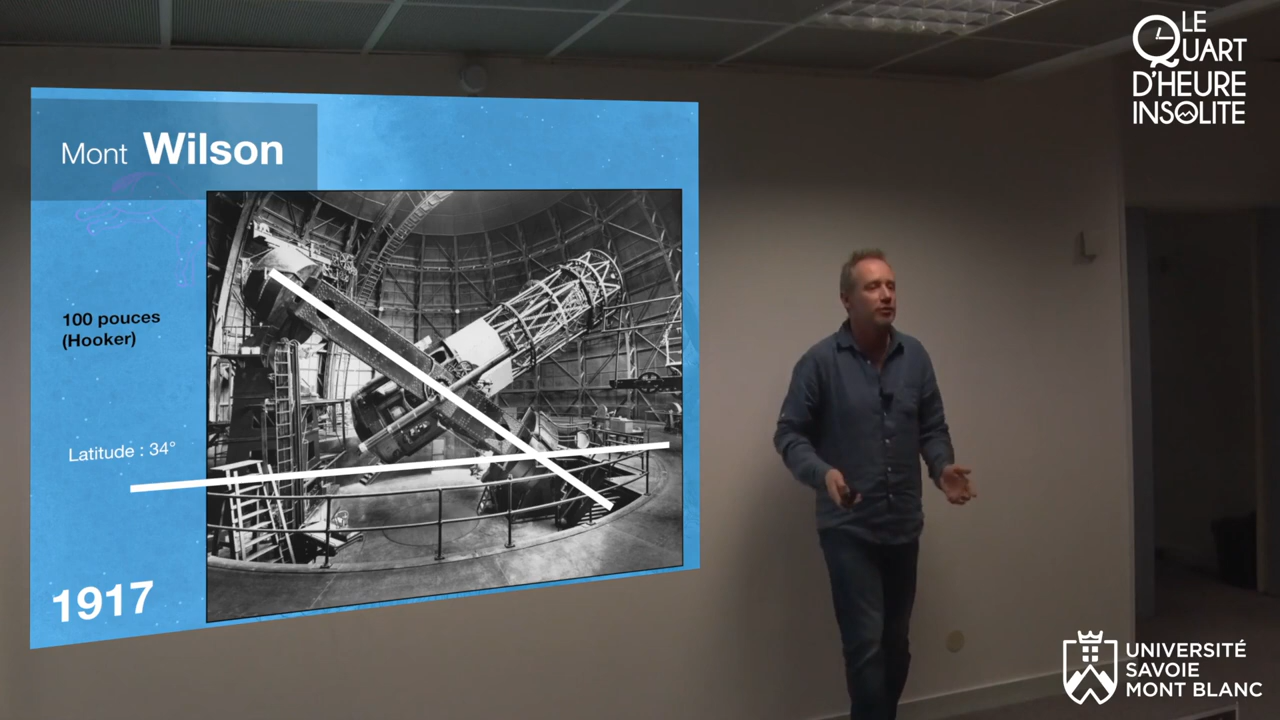 Mont Wilson
100 pouces
(Hooker)
Latitude : 34°
1917
LE
QUART
D'HEURE
INSOLITE
UNIVERSITÉ
SAVOIE
MONT BLANC